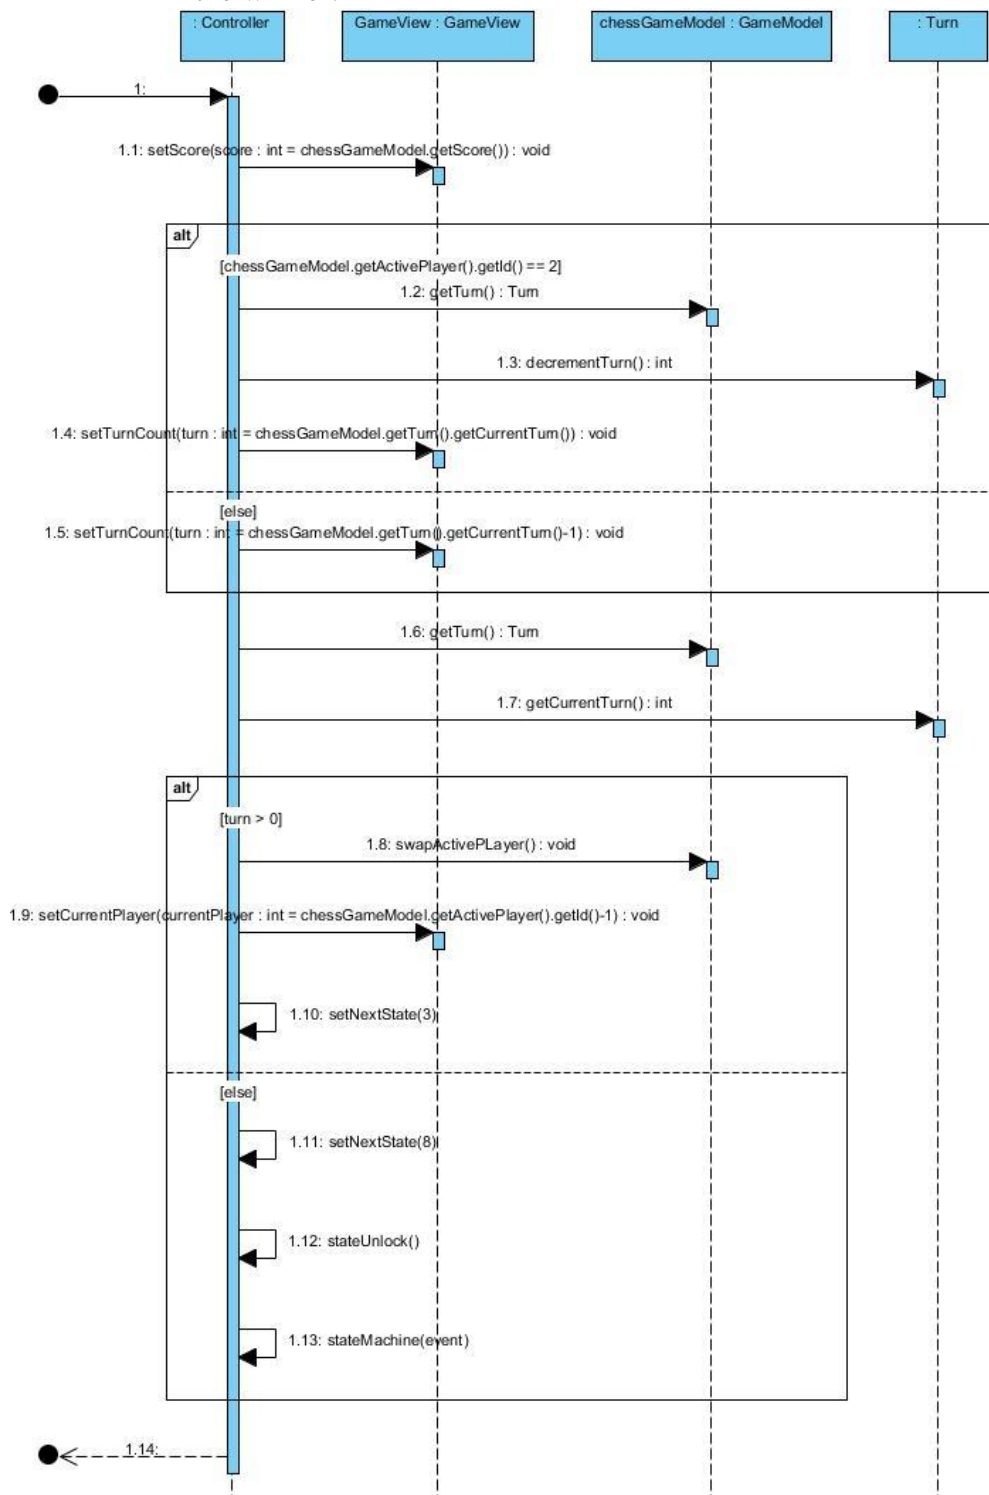 : Controller
GameView : GameView
chessGameModel : GameModel
: Turn
1:
1.1: setScore(score : int = chessGameModel.getScore()) : void
alt
[chessGameModel.getActivePlayer().getId() == 2]
1.2: getTurn() : Turn
1.3: decrementTurn() : int
1.4: setTurnCount(turn : int = chessGameModel.getTurn().getCurrentTurn()) : void
[else]
1.5: setTurnCount(turn : int = chessGameModel.getTurn().getCurrentTurn()-1) : void
1.6: getTurn() : Turn
1.7: getCurrentTurn() : int
alt
[turn > 0]
1.8: swapActivePLayer() : void
1.9: setCurrentPlayer(currentPlayer : int = chessGameModel.getActivePlayer().getId()-1) : void
1.10: setNextState(3)
[else]
1.11: setNextState(8)
1.12: stateUnlock()
1.13: stateMachine(event)
1.14: